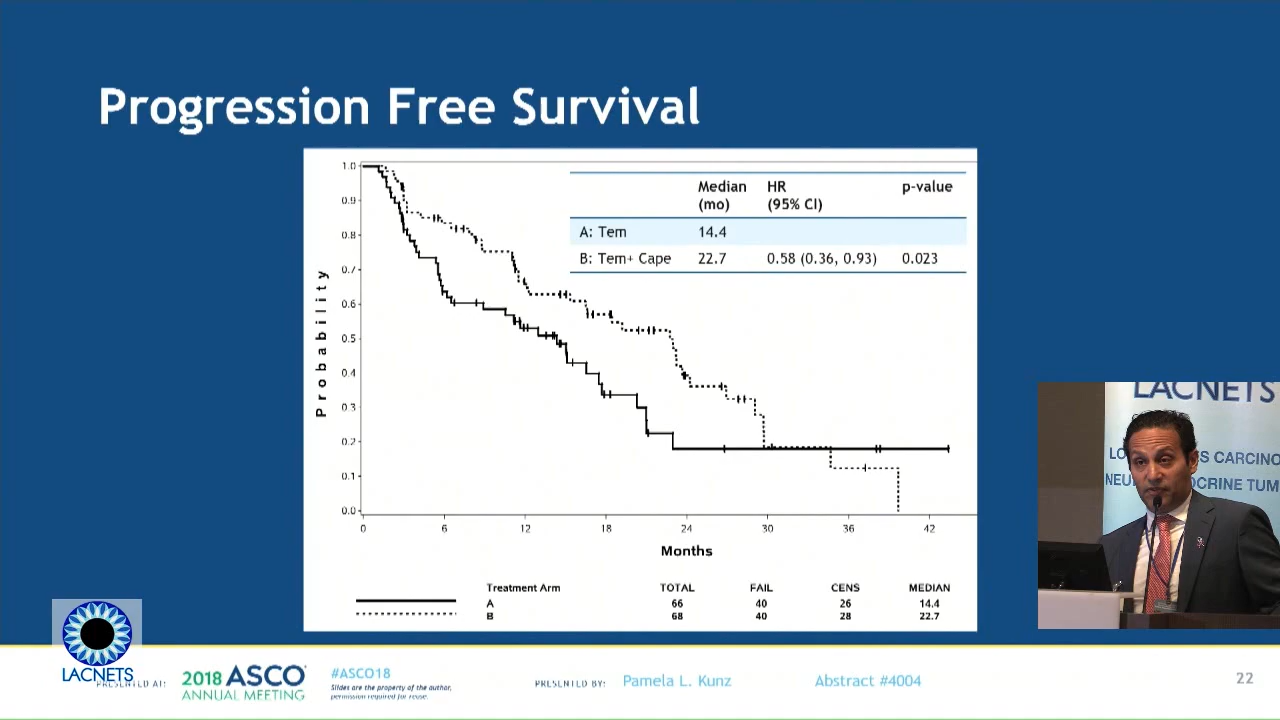 Progression Free Survival
Median HR p-value
(mo) (95% CI)
A: Tem 14.4
B: Tem+ Cape 22.7 0.58 (0.36, 0.93) 0.023
Probability
1.0
0.9
0.8
0.7
0.6
0.5
0.4
0.3
0.2
0.1
0.0
0 6 12 18 24 30 36 42
Months
Treatment Arm TOTAL FAIL CENS MEDIAN
A 66 40 26 14.4
B 68 40 28 22.7
LACNETS
CARCINO
TUM
LACNETS
PRESENTED AT:
2018 ASCO
ANNUAL MEETING
#ASCO18
Slides are the property of the author,
permission required for reuse.
PRESENTED BY: Pamela L. Kunz Abstract #4004
22